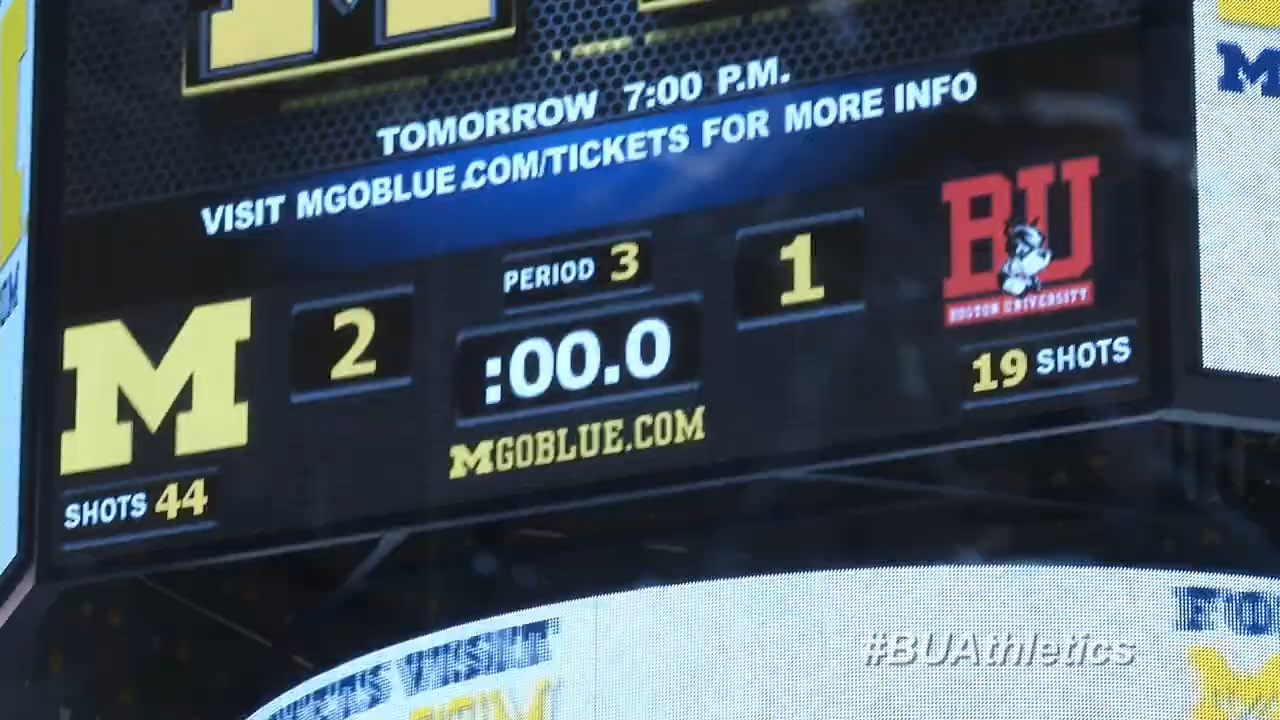 TOMORROW 7:00 P.M.
VISIT MGOBLUE.COM/TICKETS FOR MORE INFO
PERIOD 3
M 2 :00.0 1 BU
BOSTON UNIVERSITY
MGOBLUE.COM
SHOTS 44
19 SHOTS
#BUAthletics
M